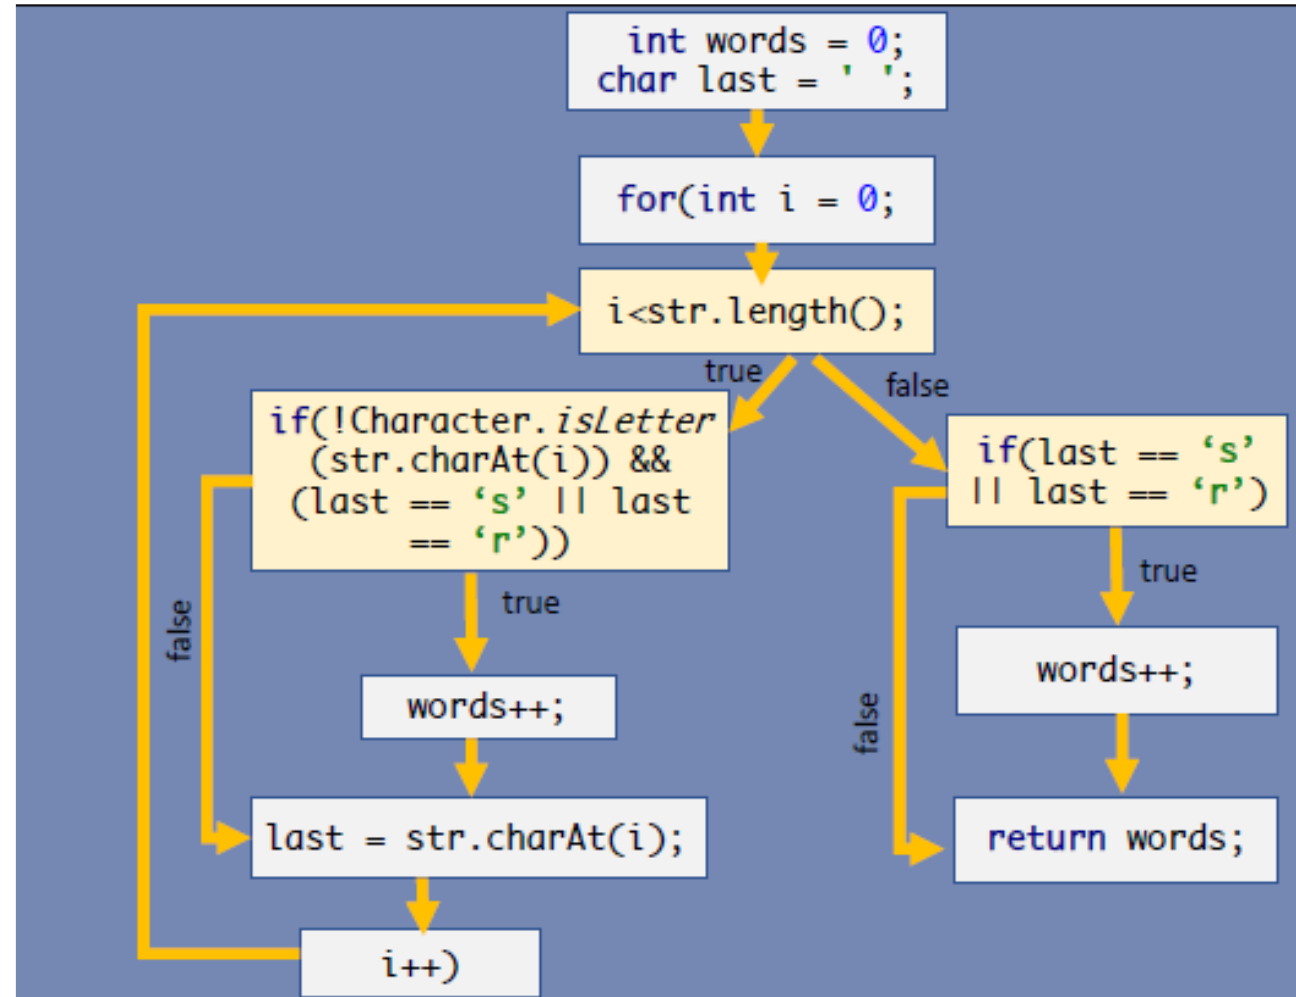 int words = 0;
char last = ' ';
for(int i = 0;
i<str.length();
true
false
if(!Character.isLetter
(str.charAt(i)) &&
(last == ‘s’ || last
== ‘r’))
if(last == ‘s’
|| last == ‘r’)
true
true
false
words++;
words++;
false
last = str.charAt(i);
return words;
i++)